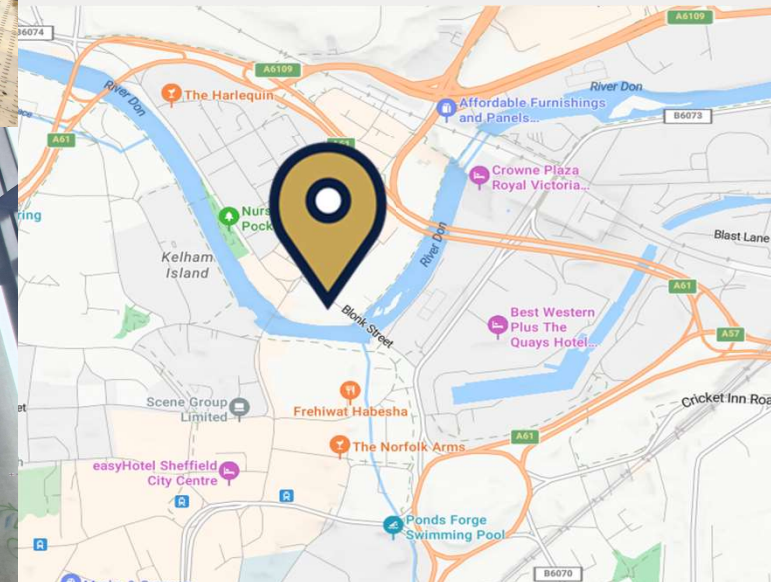 B6074
A6109
A6109
The Harlequin
River Don
Affordable Furnishings
and Panels...
River Don
B6073
A61
Crowne Plaza
Royal Victoria...
ring
Kelham
Island
River Don
Blast Lane
A61
Blonk Street
Best Western
Plus The
Quays Hotel...
A57
Scene Group
Limited
Frehiwat Habesha
Cricket Inn Roa
A61
The Norfolk Arms
easyHotel Sheffield
City Centre
Ponds Forge
Swimming Pool
B6070